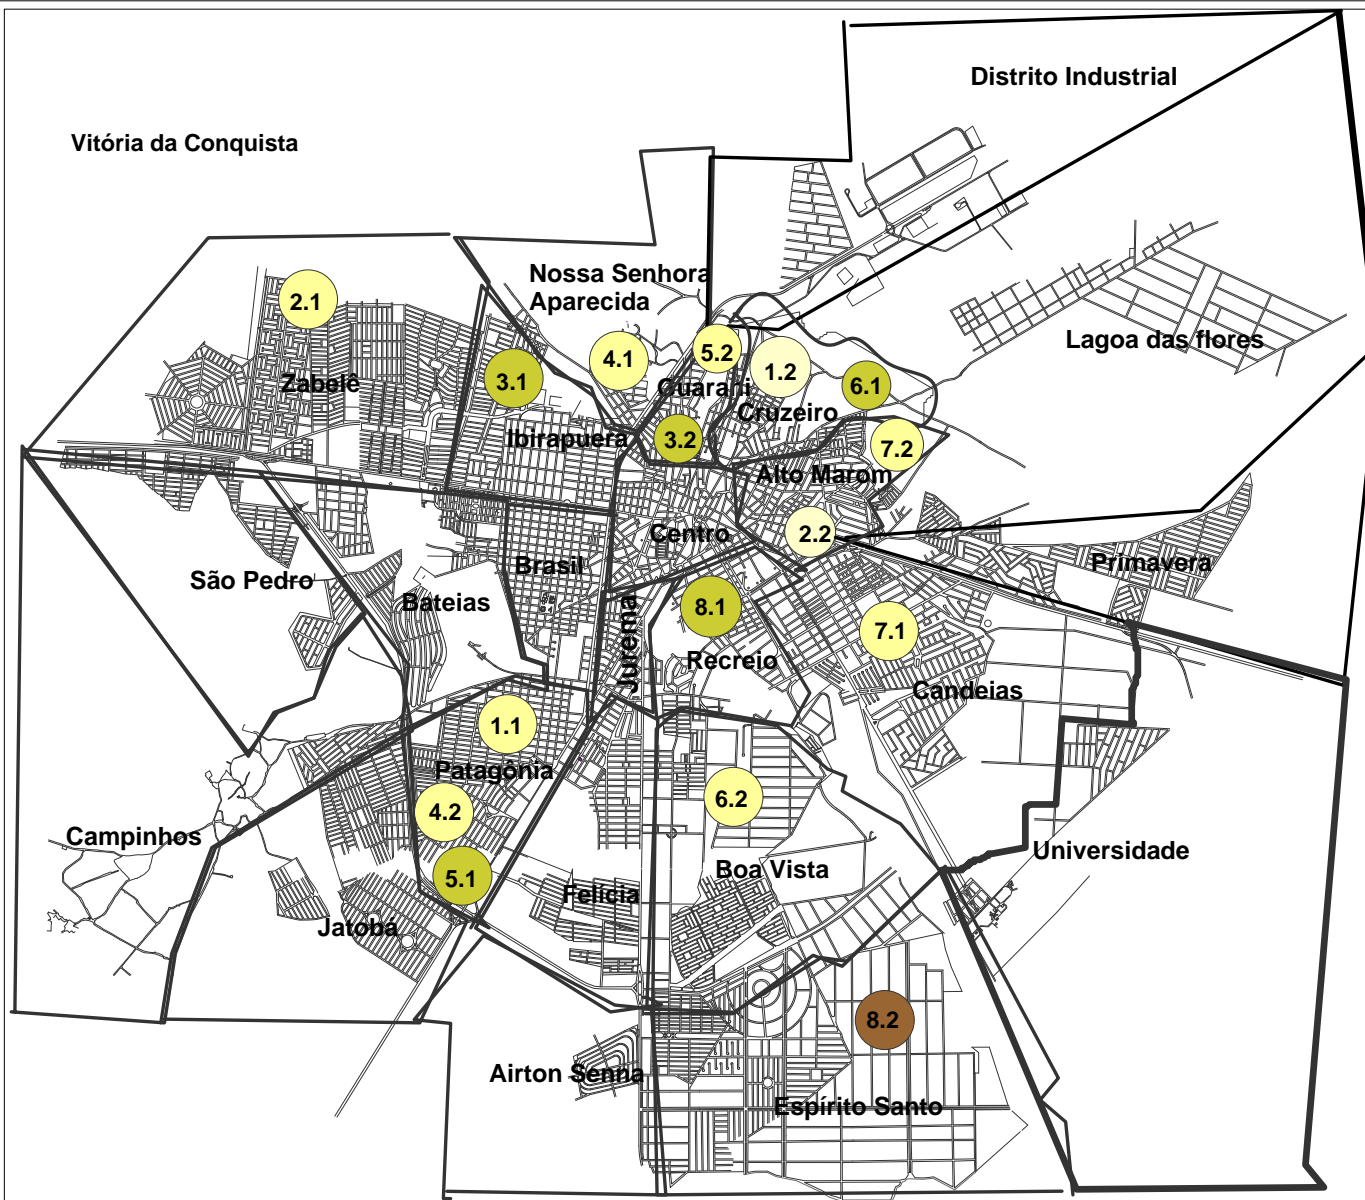 Distrito Industrial
Vitória da Conquista
Nossa Senhora
Aparecida
2.1
Lagoa das flores
5.2
4.1
1.2
3.1
Zabelê
Guarani
6.1
Cruzeiro
Ibirapuera
3.2
7.2
Alto Marom
Centro
2.2
Brasil
Primavera
São Pedro
Bateias
8.1
7.1
Jurema
Recreio
Candeias
1.1
Patagônia
6.2
4.2
Campinhos
Universidade
Boa Vista
5.1
Felícia
Jatobá
8.2
Airton Senna
Espírito Santo